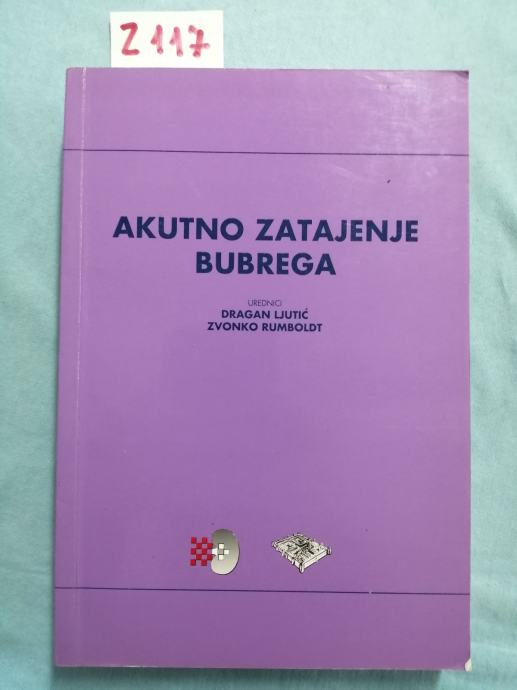 Z 117
AKUTNO ZATAJENJE
BUBREGA
UREDNICI
DRAGAN LJUTIĆ
ZVONKO RUMBOLDT